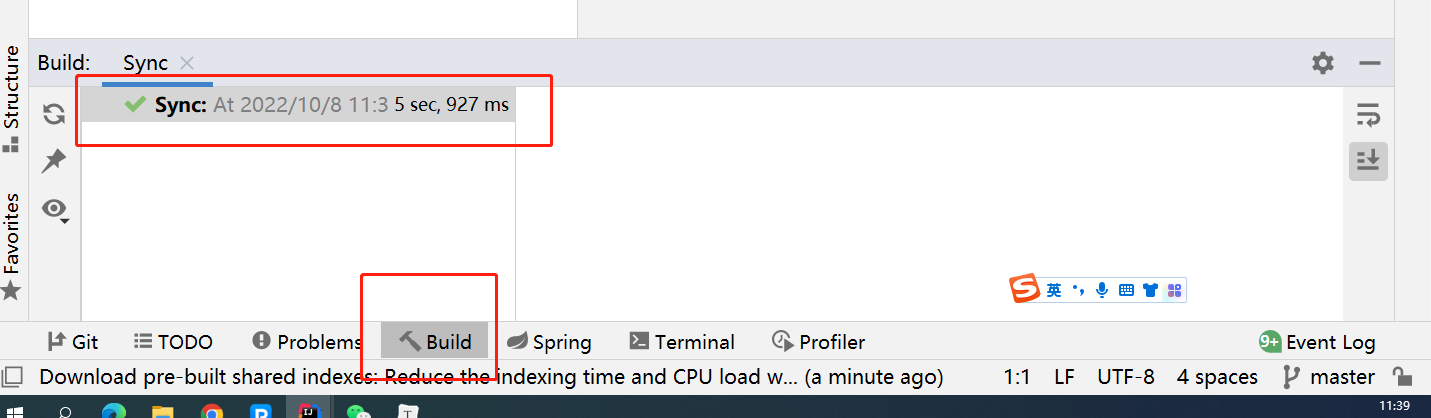 Structure
Favorites
Build: Sync
Sync: At 2022/10/8 11:3 5 sec, 927 ms
英
Git TODO Problems Build Spring Terminal Profiler 9+ Event Log
Download pre-built shared indexes: Reduce the indexing time and CPU load w... (a minute ago) 1:1 LF UTF-8 4 spaces master
11:39